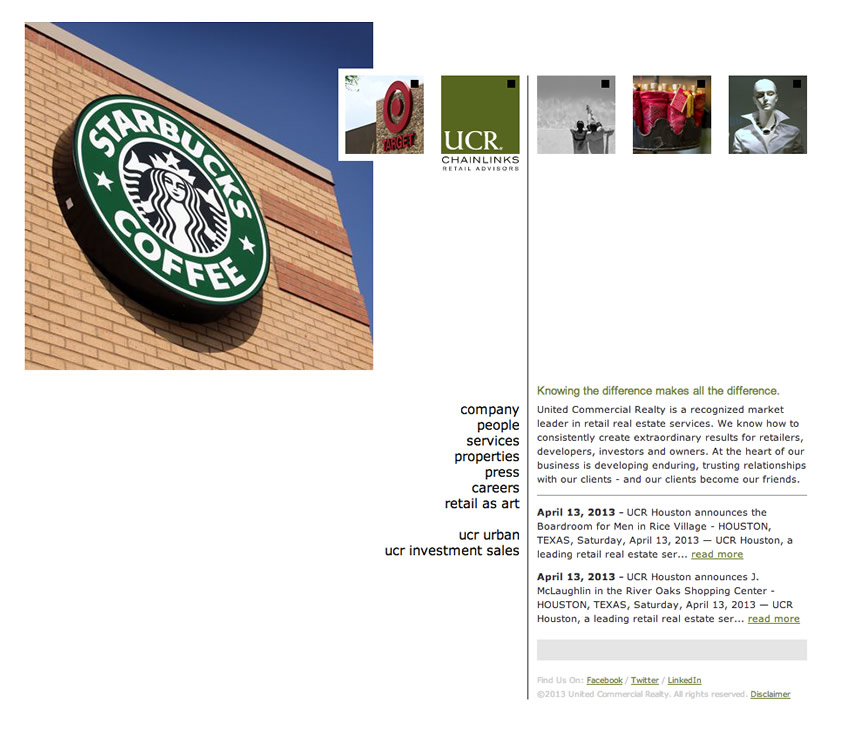 STARBUCKS
COFFEE
TARGET
UCR.
CHAINLINKS
RETAIL ADVISORS
company
people
services
properties
press
careers
retail as art
ucr urban
ucr investment sales
Knowing the difference makes all the difference.
United Commercial Realty is a recognized market
leader in retail real estate services. We know how to
consistently create extraordinary results for retailers,
developers, investors and owners. At the heart of our
business is developing enduring, trusting relationships
with our clients - and our clients become our friends.
April 13, 2013 - UCR Houston announces the
Boardroom for Men in Rice Village - HOUSTON,
TEXAS, Saturday, April 13, 2013 — UCR Houston, a
leading retail real estate ser... read more
April 13, 2013 - UCR Houston announces J.
McLaughlin in the River Oaks Shopping Center -
HOUSTON, TEXAS, Saturday, April 13, 2013 — UCR
Houston, a leading retail real estate ser... read more
Find Us On: Facebook / Twitter / LinkedIn
©2013 United Commercial Realty. All rights reserved. Disclaimer